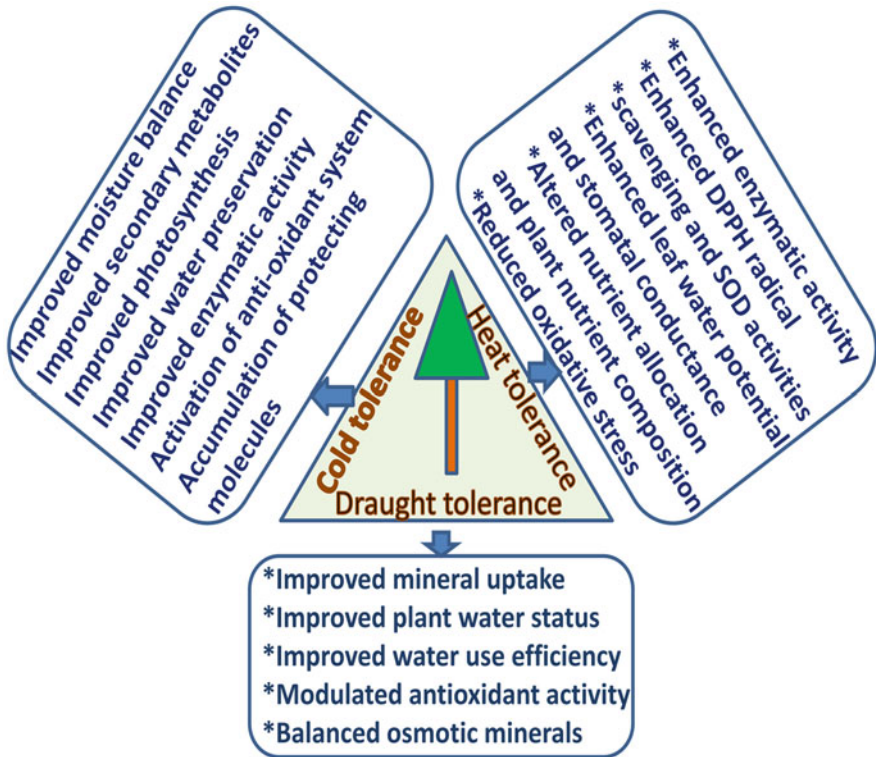 Improved moisture balance
Improved secondary metabolites
Improved photosynthesis
Improved water preservation
Improved enzymatic activity
Activation of anti-oxidant system
Accumulation of protecting
molecules
*Enhanced enzymatic activity
*Enhanced DPPH radical
*scavenging and SOD activities
*Enhanced leaf water potential
and stomatal conductance
*Altered nutrient allocation
and plant nutrient composition
*Reduced oxidative stress
Cold tolerance
Heat tolerance
Draught tolerance
*Improved mineral uptake
*Improved plant water status
*Improved water use efficiency
*Modulated antioxidant activity
*Balanced osmotic minerals